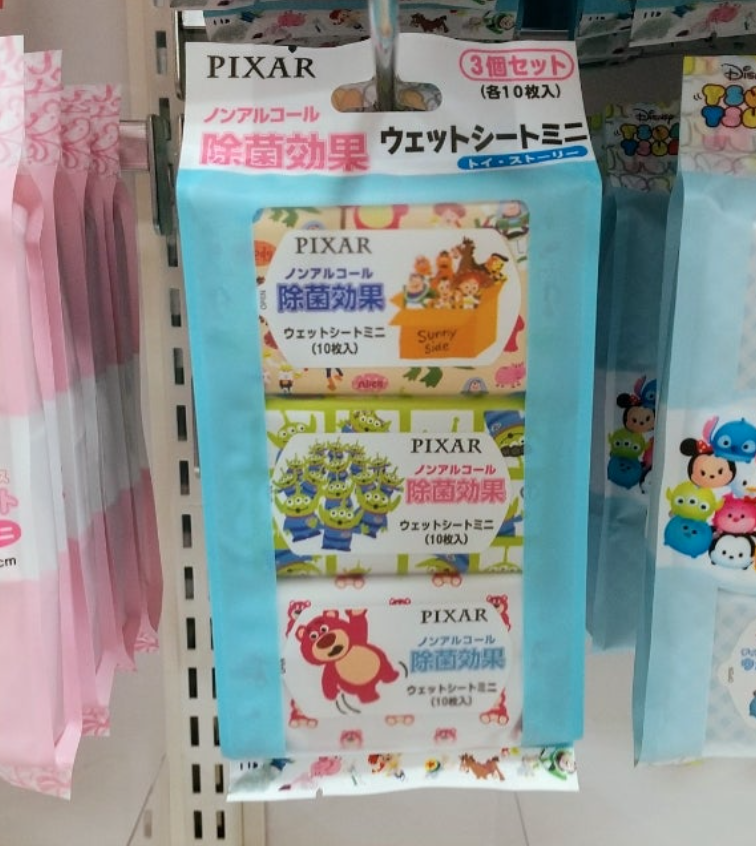 PIXAR
3個セット
(各10枚入)
ノンアルコール
除菌効果
ウェットシートミニ
トイ・ストーリー
PIXAR
ノンアルコール
除菌効果
ウェットシートミニ
(10枚入)
OPEN
Sunny
Side
PIXAR
ノンアルコール
除菌効果
ウェットシートミニ
(10枚入)
PIXAR
ノンアルコール
除菌効果
ウェットシートミニ
(10枚入)
Disney
ト
ミニ
cm